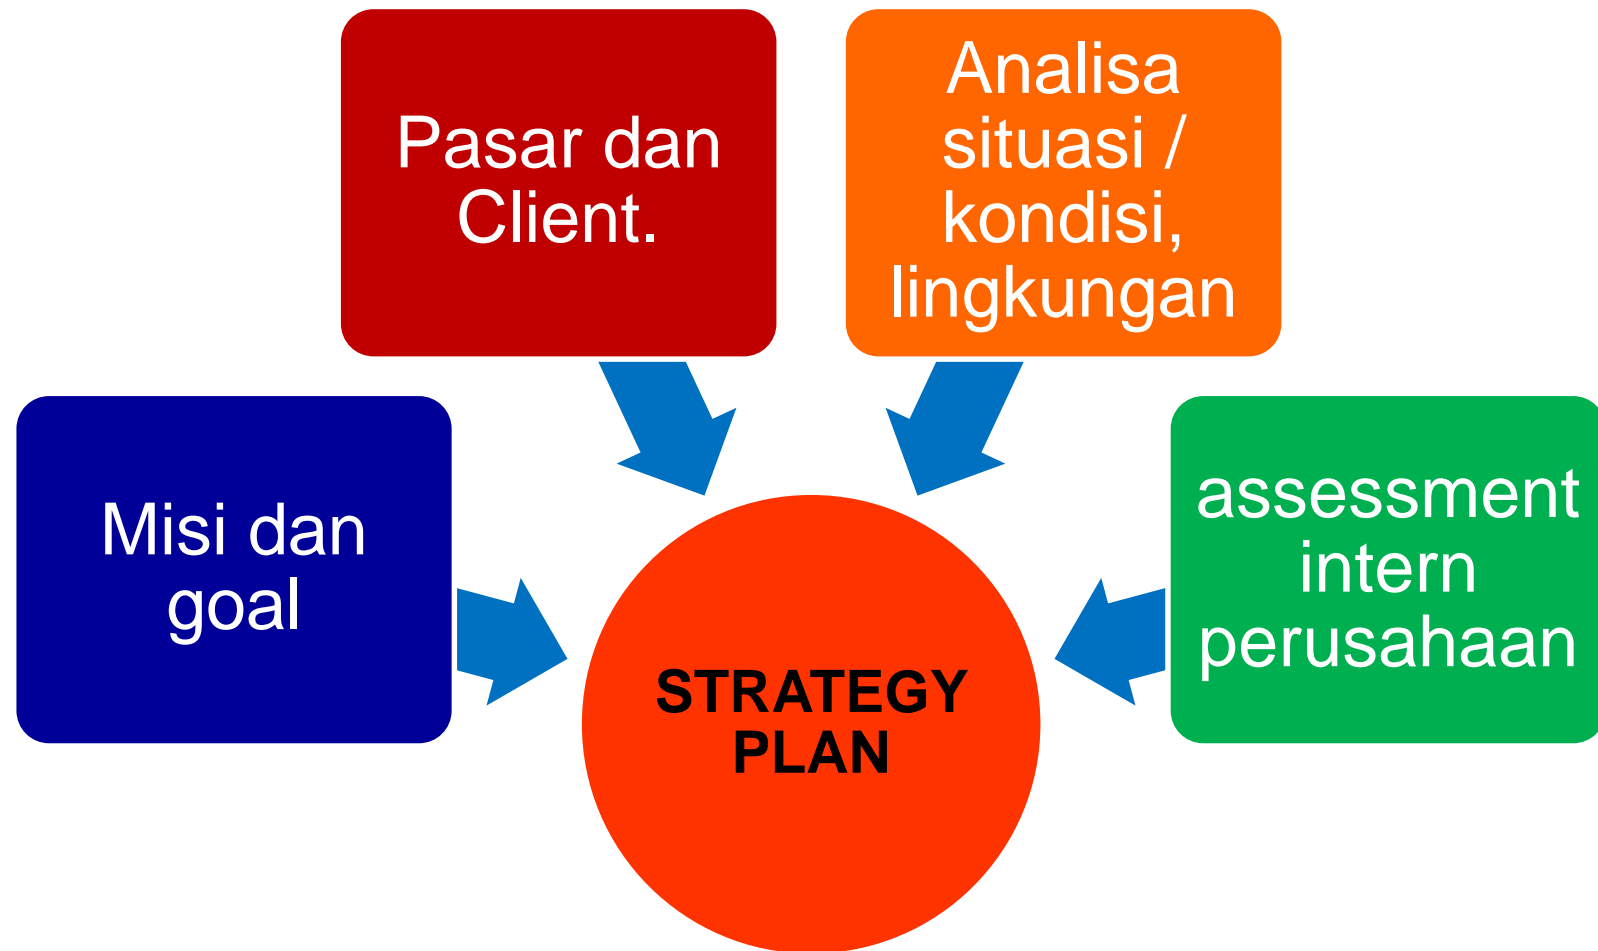 Pasar dan
Client.
Analisa
situasi /
kondisi,
lingkungan
Misi dan
goal
assessment
intern
perusahaan
STRATEGY
PLAN